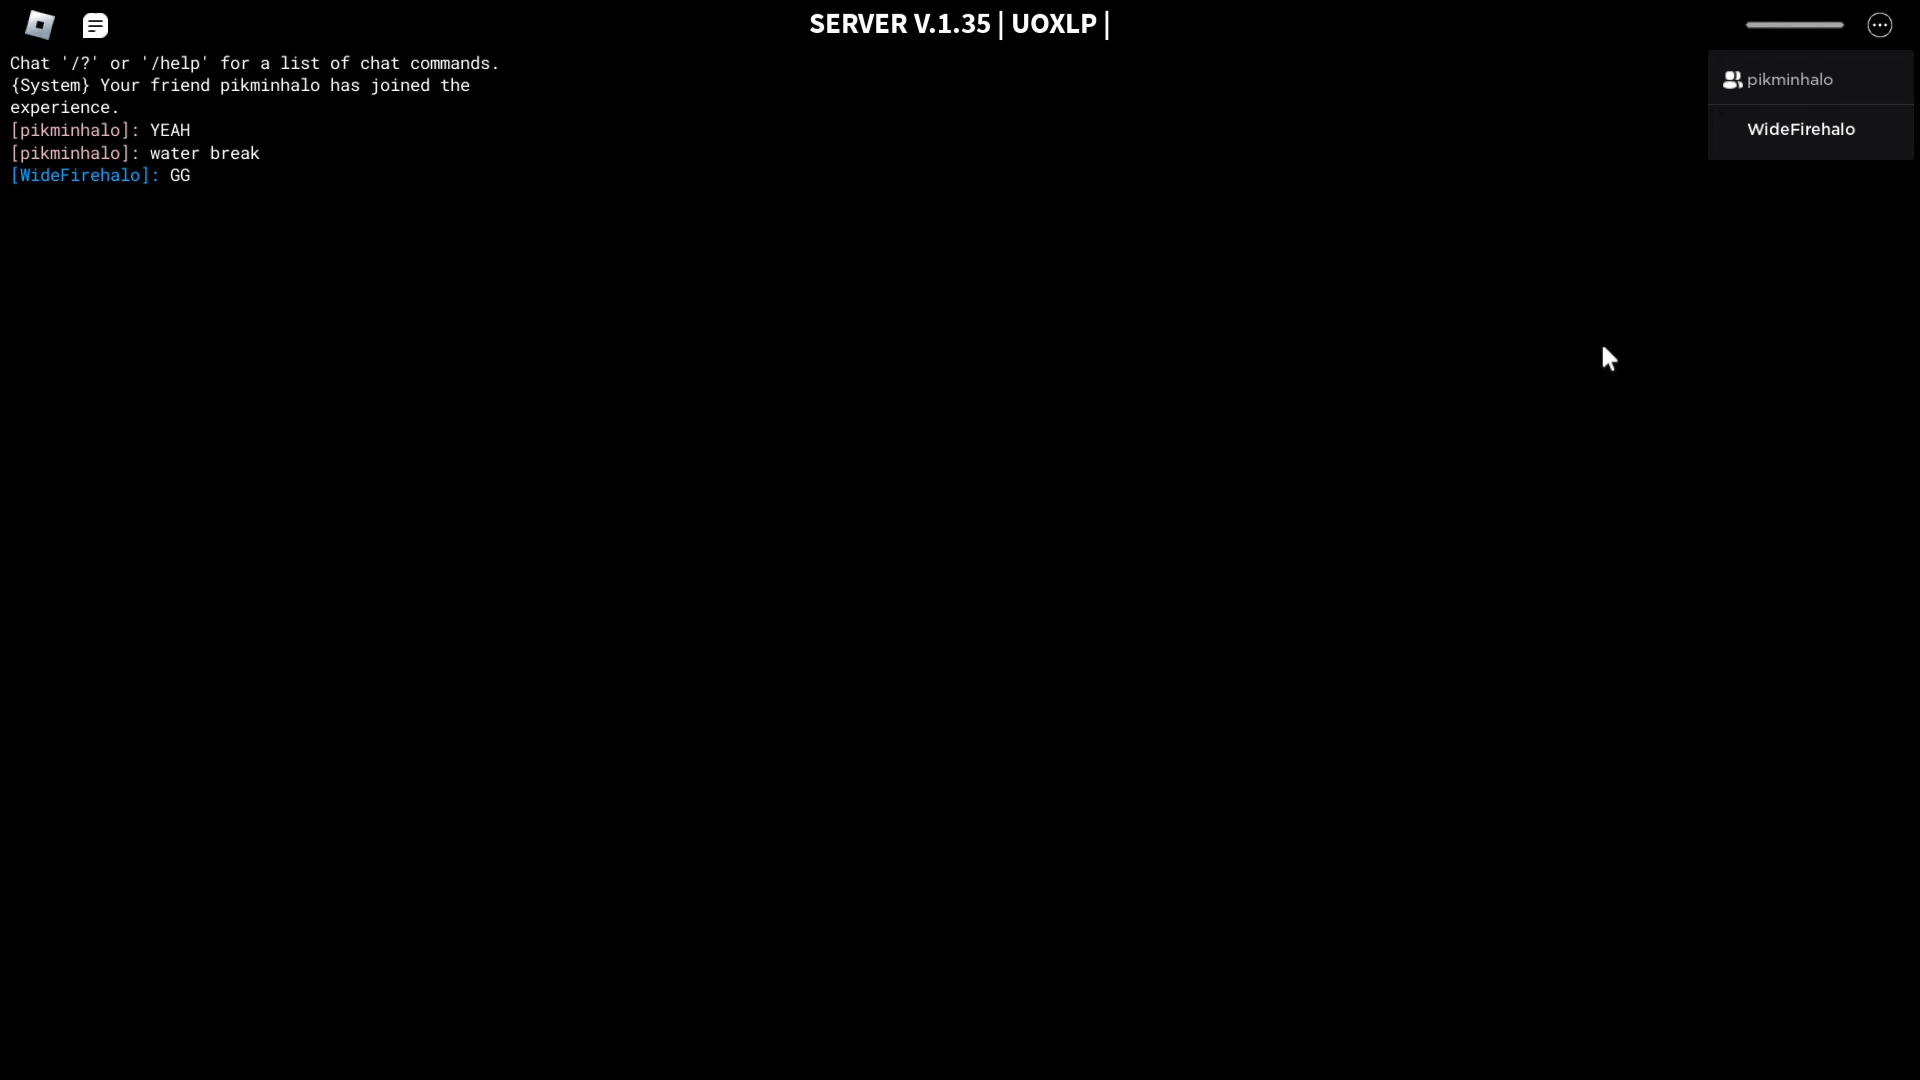 SERVER V.1.35 | UOXLP |
Chat '/?' or '/help' for a list of chat commands.
{System} Your friend pikminhalo has joined the
experience.
[pikminhalo]: YEAH
[pikminhalo]: water break
[WideFirehalo]: GG
pikminhalo
WideFirehalo